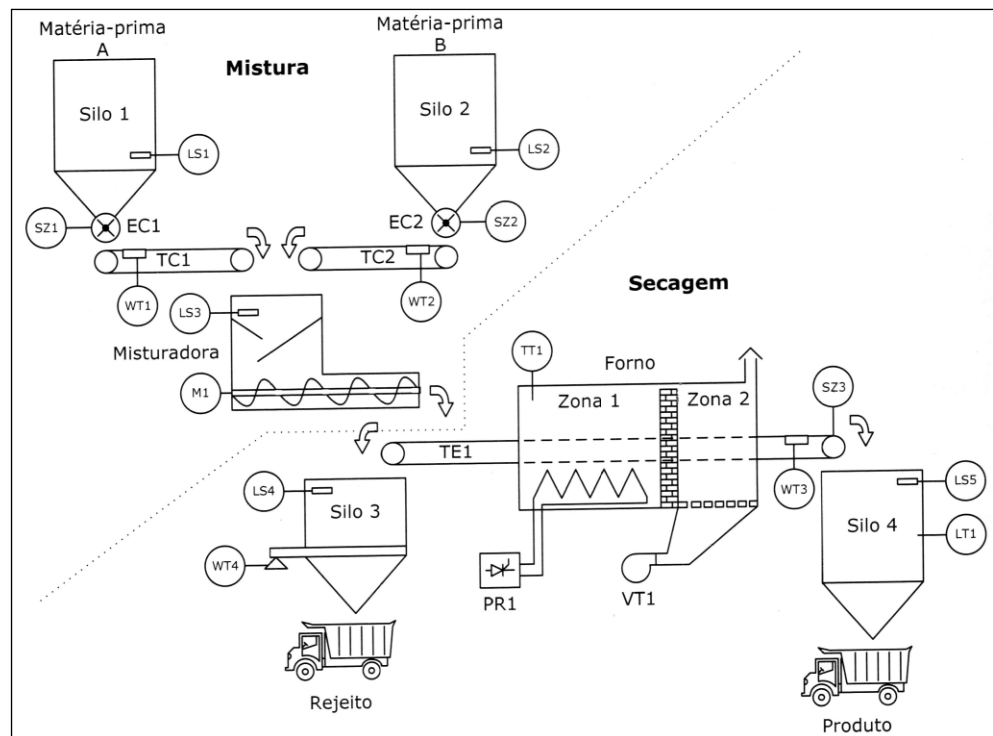 Matéria-prima
A
Matéria-prima
B
Mistura
Silo 1
Silo 2
LS1
LS2
SZ1
EC1
EC2
SZ2
TC1
TC2
WT1
WT2
Secagem
LS3
Misturadora
M1
TT1
Forno
SZ3
Zona 1
Zona 2
TE1
WT3
LS4
Silo 3
LS5
Silo 4
LT1
WT4
PR1
VT1
Rejeito
Produto